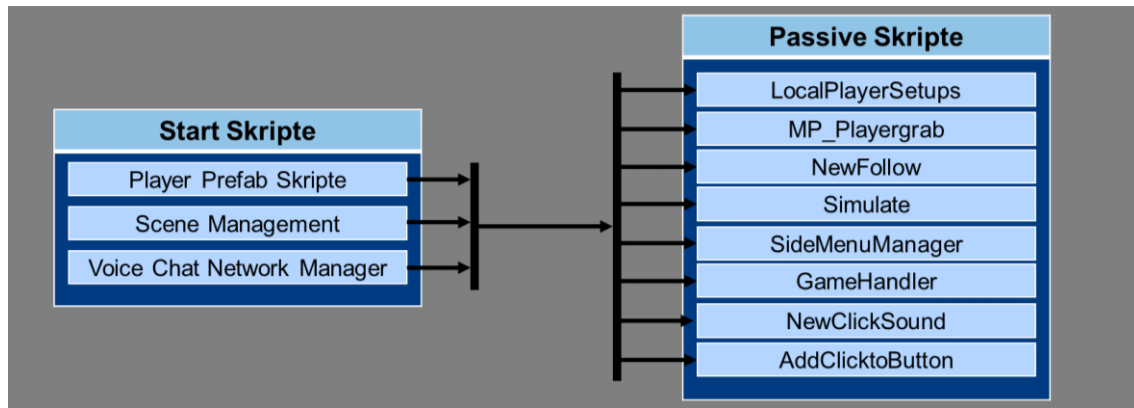 Start Skripte
Player Prefab Skripte
Scene Management
Voice Chat Network Manager
Passive Skripte
LocalPlayerSetups
MP_Playergrab
NewFollow
Simulate
SideMenuManager
GameHandler
NewClickSound
AddClicktoButton